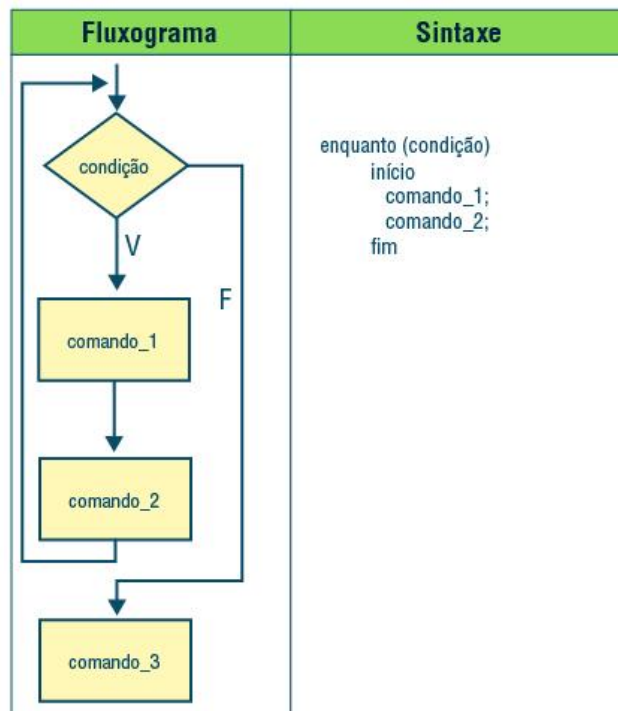 Fluxograma
Sintaxe
condição
V
F
comando_1
comando_2
comando_3
enquanto (condição)
início
comando_1;
comando_2;
fim